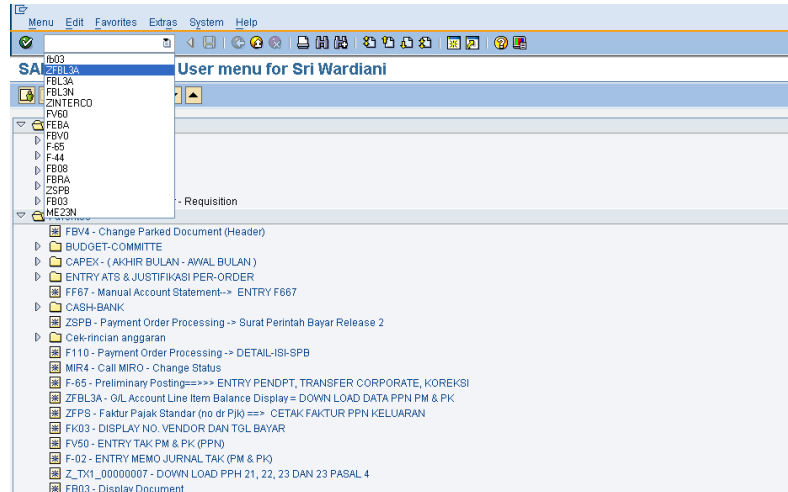 Menu Edit Favorites Extras System Help
SA
User menu for Sri Wardiani
fb03
ZFBL3A
FBL3A
FBL3N
ZINTERCO
FV60
FEBA
FBV0
F-65
F-44
FB08
FBRA
ZSPB
FB03
ME23N
- Requisition
FBV4 - Change Parked Document (Header)
BUDGET-COMMITTE
CAPEX - ( AKHIR BULAN - AWAL BULAN )
ENTRY ATS & JUSTIFIKASI PER-ORDER
FF67 - Manual Account Statement--> ENTRY F667
CASH-BANK
ZSPB - Payment Order Processing -> Surat Perintah Bayar Release 2
Cek-rincian anggaran
F110 - Payment Order Processing -> DETAIL-ISI-SPB
MIR4 - Call MIRO - Change Status
F-65 - Preliminary Posting==>>> ENTRY PENDPT, TRANSFER CORPORATE, KOREKSI
ZFBL3A - G/L Account Line Item Balance Display = DOWN LOAD DATA PPN PM & PK
ZFPS - Faktur Pajak Standar (no dr Pjk) ==> CETAK FAKTUR PPN KELUARAN
FK03 - DISPLAY NO. VENDOR DAN TGL BAYAR
FV50 - ENTRY TAK PM & PK (PPN)
F-02 - ENTRY MEMO JURNAL TAK (PM & PK)
Z_TX1_00000007 - DOWN LOAD PPH 21, 22, 23 DAN 23 PASAL 4
FB03 - Display Document